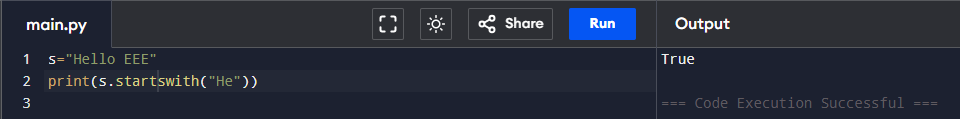 main.py Share Run Output
1 s="Hello EEE" True
2 print(s.startswith("He"))
3
=== Code Execution Successful ===